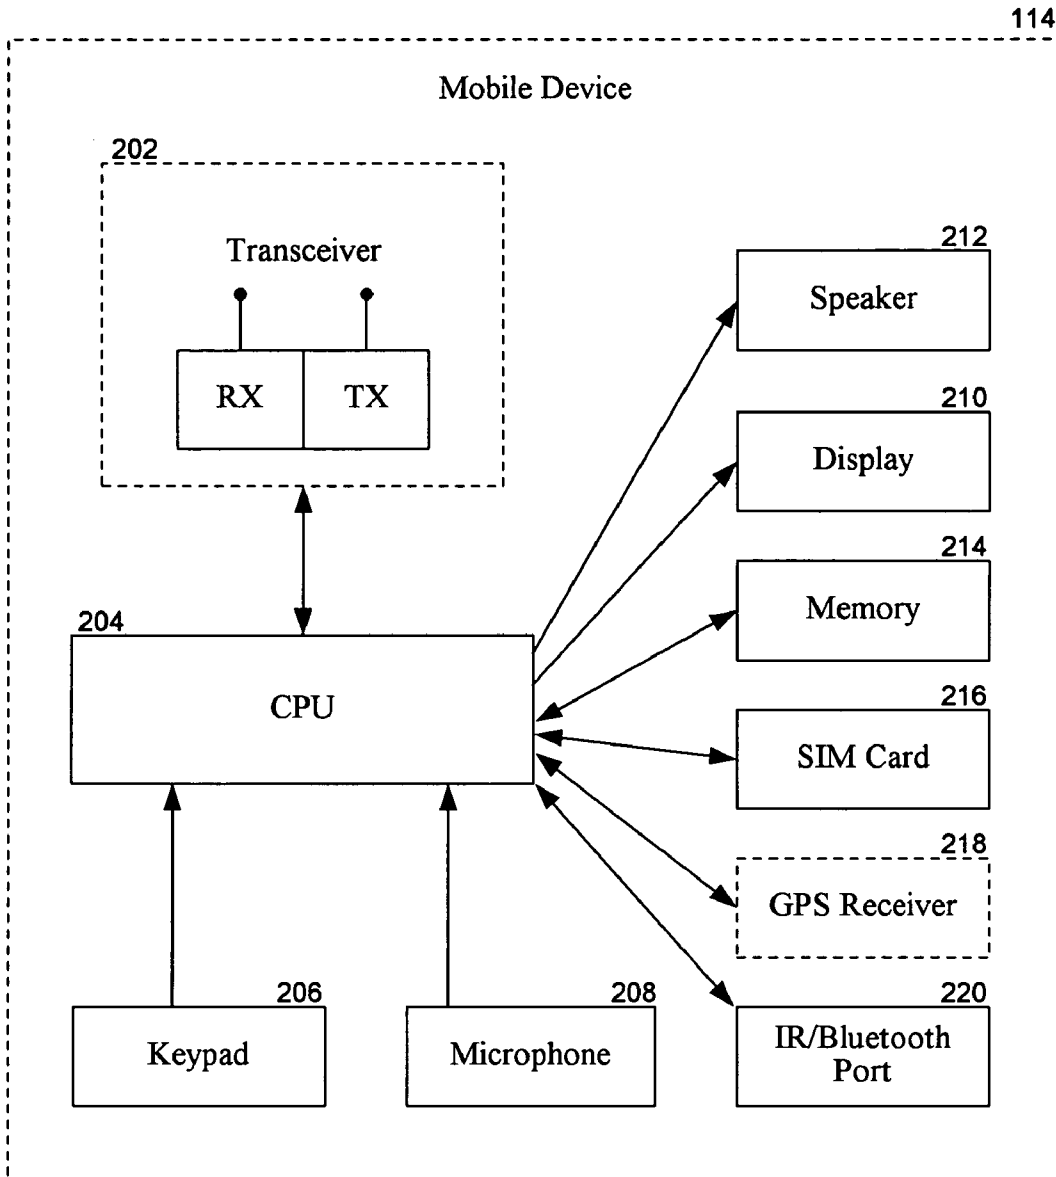 114
Mobile Device
202
Transceiver
RX
TX
212
Speaker
210
Display
214
Memory
204
CPU
216
SIM Card
218
GPS Receiver
206
Keypad
208
Microphone
220
IR/Bluetooth
Port